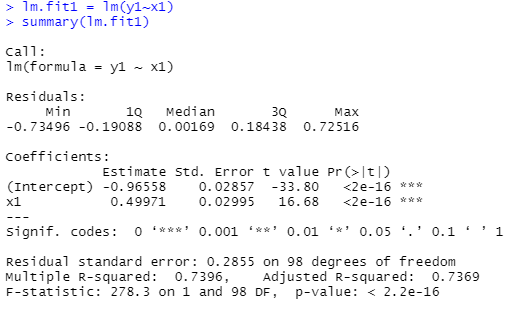 > lm.fit1 = lm(y1~x1)
> summary(lm.fit1)
Call:
lm(formula = y1 ~ x1)
Residuals:
     Min       1Q   Median       3Q      Max
-0.73496 -0.19088  0.00169  0.18438  0.72516
Coefficients:
            Estimate Std. Error t value Pr(>|t|)
(Intercept) -0.96558    0.02857  -33.80   <2e-16 ***
x1           0.49971    0.02995   16.68   <2e-16 ***
---
Signif. codes:  0 ‘***’ 0.001 ‘**’ 0.01 ‘*’ 0.05 ‘.’ 0.1 ‘ ’ 1
Residual standard error: 0.2855 on 98 degrees of freedom
Multiple R-squared:  0.7396,    Adjusted R-squared:  0.7369
F-statistic: 278.3 on 1 and 98 DF,  p-value: < 2.2e-16